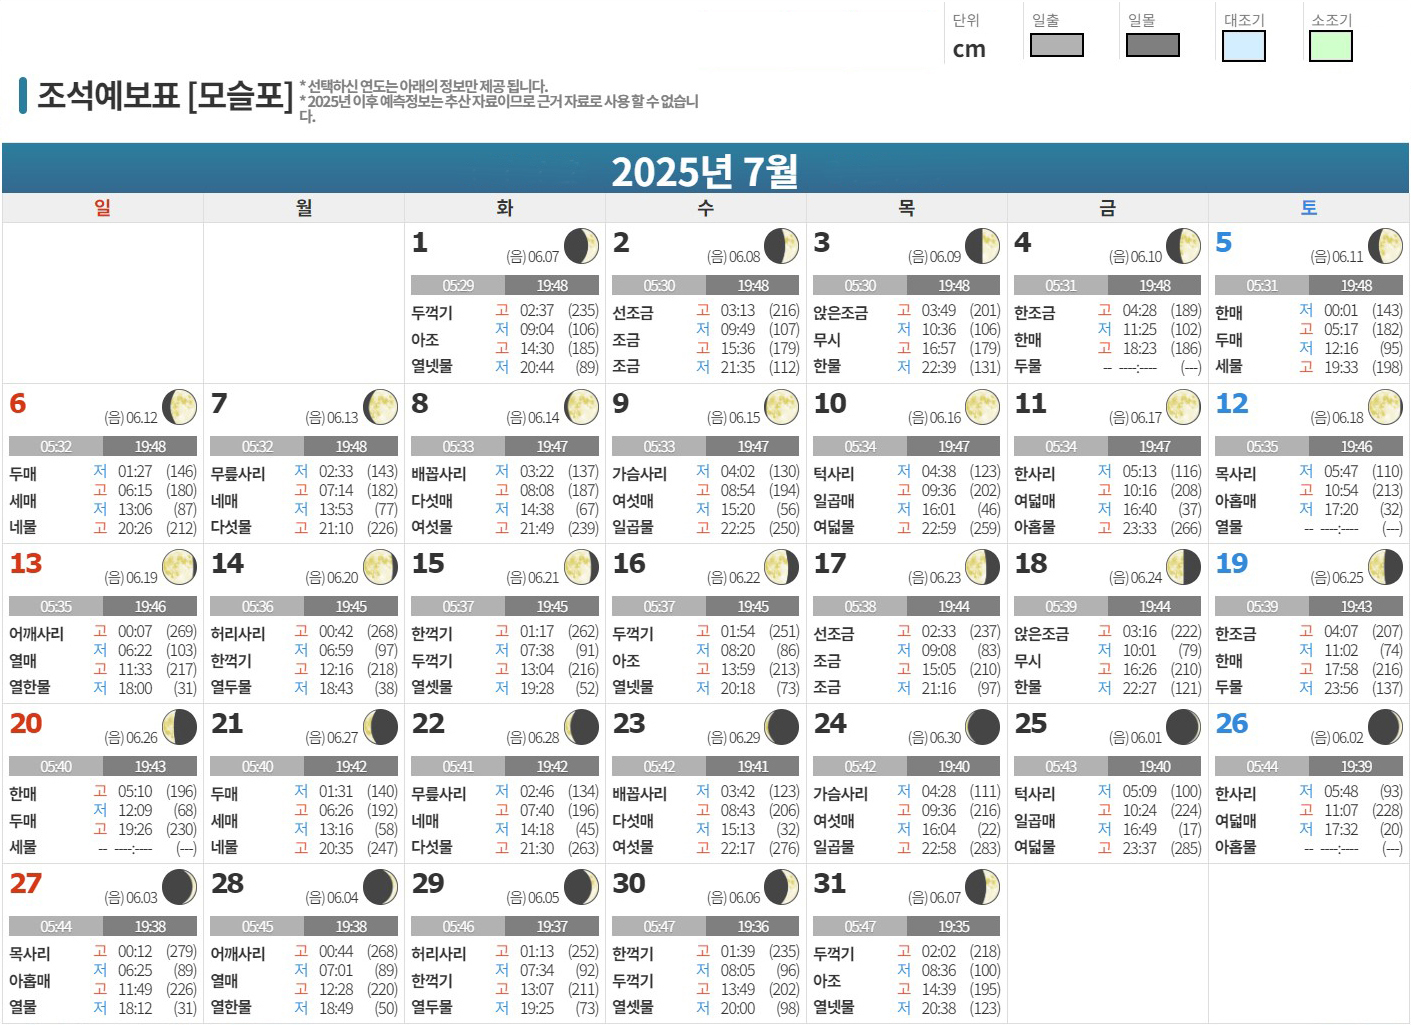 단위 일출 일몰 대조기 소조기
cm
조석예보표 [모슬포]
* 선택하신 연도는 아래의 정보만 제공 됩니다.
* 2025년 이후 예측정보는 추산 자료이므로 근거 자료로 사용 할 수 없습니
다.
2025년 7월
일 월 화 수 목 금 토
1 (음) 06.07
05:29 19:48
두꺽기 고 02:37 (235)
저 09:04 (106)
아조 고 14:30 (185)
열넷물 저 20:44 (89)
2 (음) 06.08
05:30 19:48
선조금 고 03:13 (216)
저 09:49 (107)
조금 고 15:36 (179)
조금 저 21:35 (112)
3 (음) 06.09
05:30 19:48
앉은조금 고 03:49 (201)
저 10:36 (106)
무시 고 16:57 (179)
한물 저 22:39 (131)
4 (음) 06.10
05:31 19:48
한조금 고 04:28 (189)
저 11:25 (102)
한매 고 18:23 (186)
두물 -- ----:---- (---)
5 (음) 06.11
05:31 19:48
한매 저 00:01 (143)
고 05:17 (182)
두매 저 12:16 (95)
세물 고 19:33 (198)
6 (음) 06.12
05:32 19:48
두매 저 01:27 (146)
고 06:15 (180)
세매 저 13:06 (87)
네물 고 20:26 (212)
7 (음) 06.13
05:32 19:48
무릎사리 저 02:33 (143)
고 07:14 (182)
네매 저 13:53 (77)
다섯물 고 21:10 (226)
8 (음) 06.14
05:33 19:47
배꼽사리 저 03:22 (137)
고 08:08 (187)
다섯매 저 14:38 (67)
여섯물 고 21:49 (239)
9 (음) 06.15
05:33 19:47
가슴사리 저 04:02 (130)
고 08:54 (194)
여섯매 저 15:20 (56)
일곱물 고 22:25 (250)
10 (음) 06.16
05:34 19:47
턱사리 저 04:38 (123)
고 09:36 (202)
일곱매 저 16:01 (46)
여덟물 고 22:59 (259)
11 (음) 06.17
05:34 19:47
한사리 저 05:13 (116)
고 10:16 (208)
여덟매 저 16:40 (37)
아홉물 고 23:33 (266)
12 (음) 06.18
05:35 19:46
목사리 저 05:47 (110)
고 10:54 (213)
아홉매 저 17:20 (32)
열물 -- ----:---- (---)
13 (음) 06.19
05:35 19:46
어깨사리 고 00:07 (269)
저 06:22 (103)
열매 고 11:33 (217)
열한물 저 18:00 (31)
14 (음) 06.20
05:36 19:45
허리사리 고 00:42 (268)
저 06:59 (97)
한꺽기 고 12:16 (218)
열두물 저 18:43 (38)
15 (음) 06.21
05:37 19:45
한꺽기 고 01:17 (262)
저 07:38 (91)
두꺽기 고 13:04 (216)
열셋물 저 19:28 (52)
16 (음) 06.22
05:37 19:45
두꺽기 고 01:54 (251)
저 08:20 (86)
아조 고 13:59 (213)
열넷물 저 20:18 (73)
17 (음) 06.23
05:38 19:44
선조금 고 02:33 (237)
저 09:08 (83)
조금 고 15:05 (210)
조금 저 21:16 (97)
18 (음) 06.24
05:39 19:44
앉은조금 고 03:16 (222)
저 10:01 (79)
무시 고 16:26 (210)
한물 저 22:27 (121)
19 (음) 06.25
05:39 19:43
한조금 고 04:07 (207)
저 11:02 (74)
한매 고 17:58 (216)
두물 저 23:56 (137)
20 (음) 06.26
05:40 19:43
한매 고 05:10 (196)
저 12:09 (68)
두매 고 19:26 (230)
세물 -- ----:---- (---)
21 (음) 06.27
05:40 19:42
두매 저 01:31 (140)
고 06:26 (192)
세매 저 13:16 (58)
네물 고 20:35 (247)
22 (음) 06.28
05:41 19:42
무릎사리 저 02:46 (134)
고 07:40 (196)
네매 저 14:18 (45)
다섯물 고 21:30 (263)
23 (음) 06.29
05:42 19:41
배꼽사리 저 03:42 (123)
고 08:43 (206)
다섯매 저 15:13 (32)
여섯물 고 22:17 (276)
24 (음) 06.30
05:42 19:40
가슴사리 저 04:28 (111)
고 09:36 (216)
여섯매 저 16:04 (22)
일곱물 고 22:58 (283)
25 (음) 06.01
05:43 19:40
턱사리 저 05:09 (100)
고 10:24 (224)
일곱매 저 16:49 (17)
여덟물 고 23:37 (285)
26 (음) 06.02
05:44 19:39
한사리 저 05:48 (93)
고 11:07 (228)
여덟매 저 17:32 (20)
아홉물 -- ----:---- (---)
27 (음) 06.03
05:44 19:38
목사리 고 00:12 (279)
저 06:25 (89)
아홉매 고 11:49 (226)
열물 저 18:12 (31)
28 (음) 06.04
05:45 19:38
어깨사리 고 00:44 (268)
저 07:01 (89)
열매 고 12:28 (220)
열한물 저 18:49 (50)
29 (음) 06.05
05:46 19:37
허리사리 고 01:13 (252)
저 07:34 (92)
한꺽기 고 13:07 (211)
열두물 저 19:25 (73)
30 (음) 06.06
05:47 19:36
한꺽기 고 01:39 (235)
저 08:05 (96)
두꺽기 고 13:49 (202)
열셋물 저 20:00 (98)
31 (음) 06.07
05:47 19:35
두꺽기 고 02:02 (218)
저 08:36 (100)
아조 고 14:39 (195)
열넷물 저 20:38 (123)